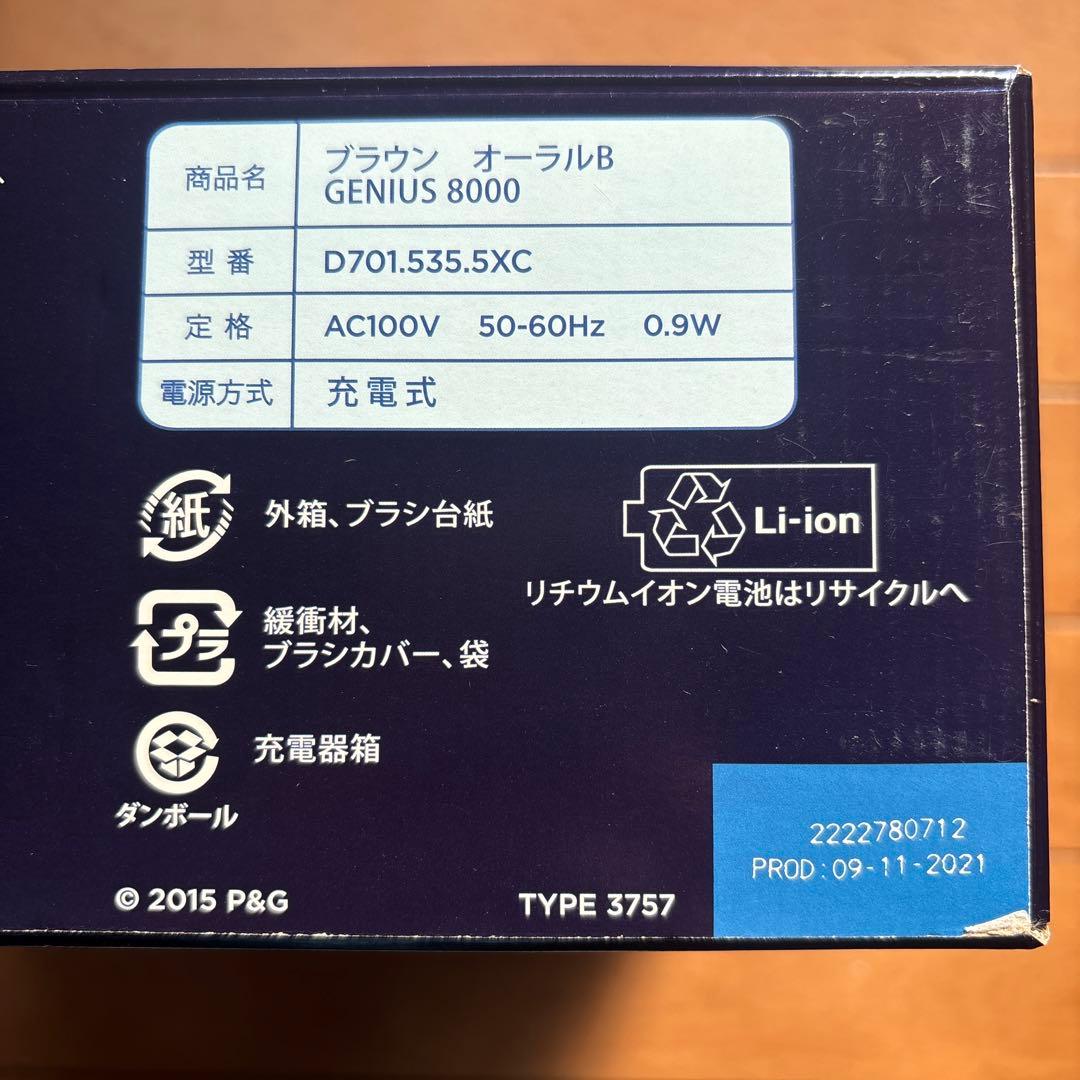 商品名 ブラウン オーラルB
GENIUS 8000
型番 D701.535.5XC
定格 AC100V 50-60Hz 0.9W
電源方式 充電式
紙 外箱、ブラシ台紙
プラ 緩衝材、
ブラシカバー、袋
充電器箱
ダンボール
Li-ion
リチウムイオン電池はリサイクルへ
2222780712
PROD:09-11-2021
© 2015 P&G
TYPE 3757